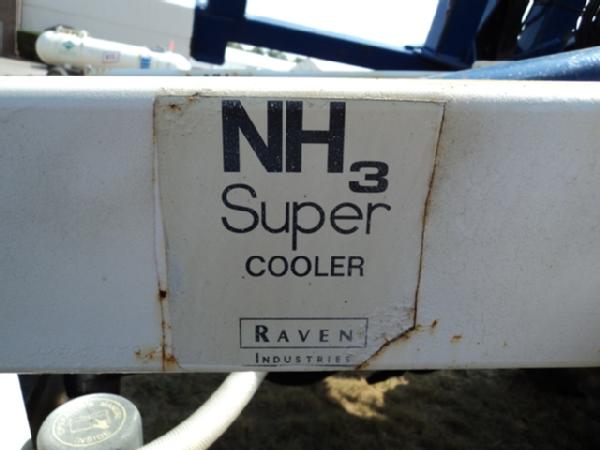 NH3
Super
COOLER
RAVEN
INDUSTRIES